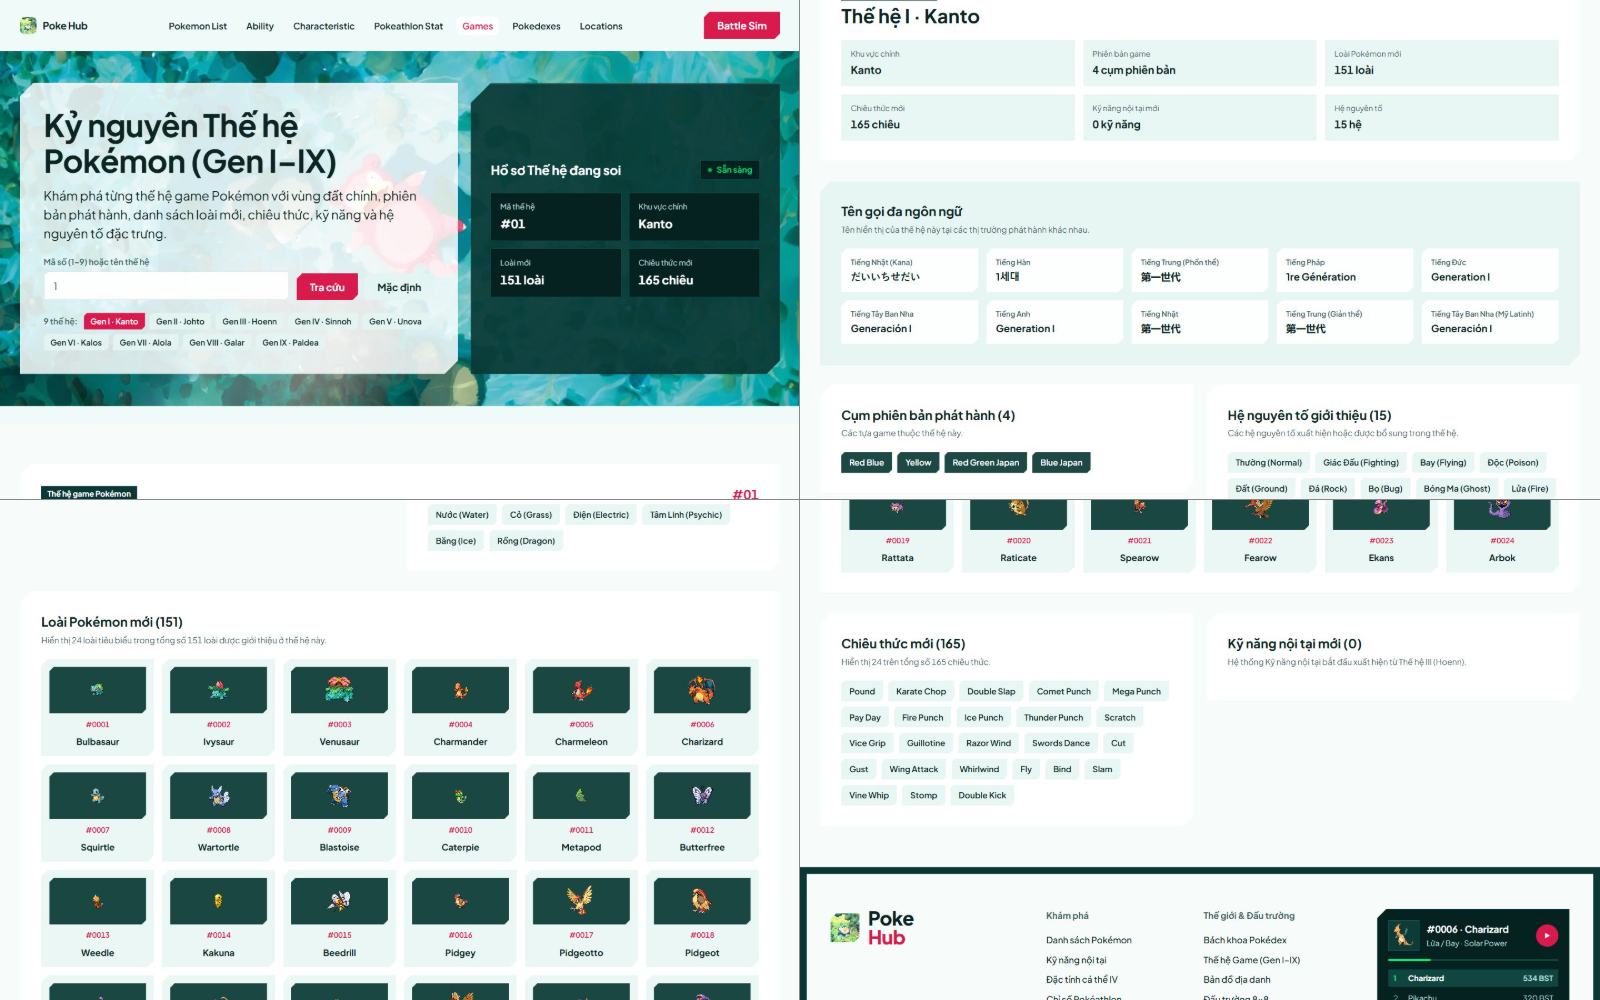 Poke Hub
Pokemon List
Ability
Characteristic
Pokeathlon Stat
Games
Pokedexes
Locations
Battle Sim
Kỷ nguyên Thế hệ
Pokémon (Gen I–IX)
Khám phá từng thế hệ game Pokémon với vùng đất chính, phiên
bản phát hành, danh sách loài mới, chiêu thức, kỹ năng và hệ
nguyên tố đặc trưng.
Mã số (1–9) hoặc tên thế hệ
1
Tra cứu
Mặc định
9 thế hệ:
Gen I · Kanto
Gen II · Johto
Gen III · Hoenn
Gen IV · Sinnoh
Gen V · Unova
Gen VI · Kalos
Gen VII · Alola
Gen VIII · Galar
Gen IX · Paldea
Hồ sơ Thế hệ đang soi
Sẵn sàng
Mã thế hệ
#01
Khu vực chính
Kanto
Loài mới
151 loài
Chiêu thức mới
165 chiêu
Thế hệ game Pokémon
#01
Thế hệ I · Kanto
Khu vực chính
Kanto
Phiên bản game
4 cụm phiên bản
Loài Pokémon mới
151 loài
Chiêu thức mới
165 chiêu
Kỹ năng nội tại mới
0 kỹ năng
Hệ nguyên tố
15 hệ
Tên gọi đa ngôn ngữ
Tên hiển thị của thế hệ này tại các thị trường phát hành khác nhau.
Tiếng Nhật (Kana)
だいいちせだい
Tiếng Hàn
1세대
Tiếng Trung (Phồn thể)
第一世代
Tiếng Pháp
1re Génération
Tiếng Đức
Generation I
Tiếng Tây Ban Nha
Generación I
Tiếng Anh
Generation I
Tiếng Nhật
第一世代
Tiếng Trung (Giản thể)
第一世代
Tiếng Tây Ban Nha (Mỹ Latinh)
Generación I
Cụm phiên bản phát hành (4)
Các tựa game thuộc thế hệ này.
Red Blue
Yellow
Red Green Japan
Blue Japan
Hệ nguyên tố giới thiệu (15)
Các hệ nguyên tố xuất hiện hoặc được bổ sung trong thế hệ.
Thường (Normal)
Giác Đấu (Fighting)
Bay (Flying)
Độc (Poison)
Đất (Ground)
Đá (Rock)
Bọ (Bug)
Bóng Ma (Ghost)
Lửa (Fire)
Nước (Water)
Cỏ (Grass)
Điện (Electric)
Tâm Linh (Psychic)
Băng (Ice)
Rồng (Dragon)
Loài Pokémon mới (151)
Hiển thị 24 loài tiêu biểu trong tổng số 151 loài được giới thiệu ở thế hệ này.
#0001
Bulbasaur
#0002
Ivysaur
#0003
Venusaur
#0004
Charmander
#0005
Charmeleon
#0006
Charizard
#0007
Squirtle
#0008
Wartortle
#0009
Blastoise
#0010
Caterpie
#0011
Metapod
#0012
Butterfree
#0013
Weedle
#0014
Kakuna
#0015
Beedrill
#0016
Pidgey
#0017
Pidgeotto
#0018
Pidgeot
#0019
Rattata
#0020
Raticate
#0021
Spearow
#0022
Fearow
#0023
Ekans
#0024
Arbok
Chiêu thức mới (165)
Hiển thị 24 trên tổng số 165 chiêu thức.
Pound
Karate Chop
Double Slap
Comet Punch
Mega Punch
Pay Day
Fire Punch
Ice Punch
Thunder Punch
Scratch
Vice Grip
Guillotine
Razor Wind
Swords Dance
Cut
Gust
Wing Attack
Whirlwind
Fly
Bind
Slam
Vine Whip
Stomp
Double Kick
Kỹ năng nội tại mới (0)
Hệ thống Kỹ năng nội tại bắt đầu xuất hiện từ Thế hệ III (Hoenn).
Poke
Hub
Khám phá
Danh sách Pokémon
Kỹ năng nội tại
Đặc tính cá thể IV
Chỉ số Pokéathlon
Thế giới & Đấu trường
Bách khoa Pokédex
Thế hệ Game (Gen I–IX)
Bản đồ địa danh
Đấu trường 8v8
#0006 · Charizard
Lửa / Bay · Solar Power
1 Charizard 534 BST
2 Pikachu 320 BST